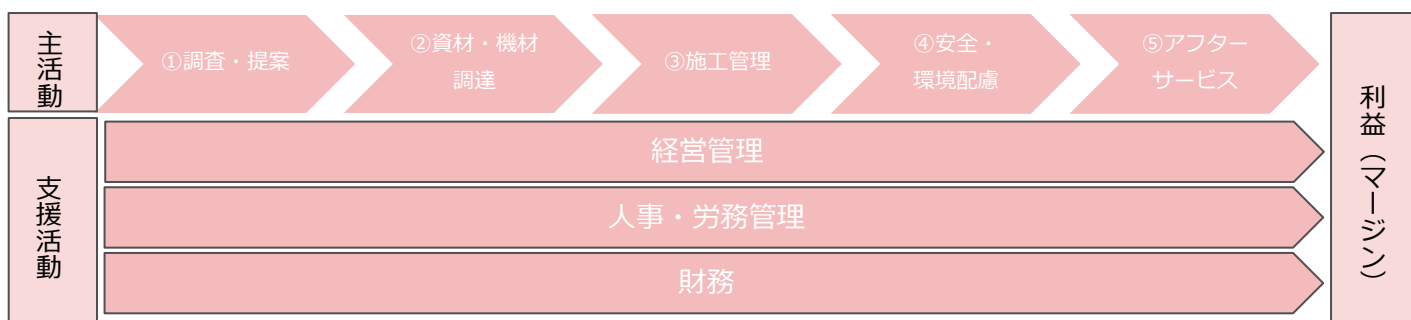 主活動
①調査・提案
②資材・機材
調達
③施工管理
④安全・
環境配慮
⑤アフター
サービス
支援活動
経営管理
人事・労務管理
財務
利益（マージン）